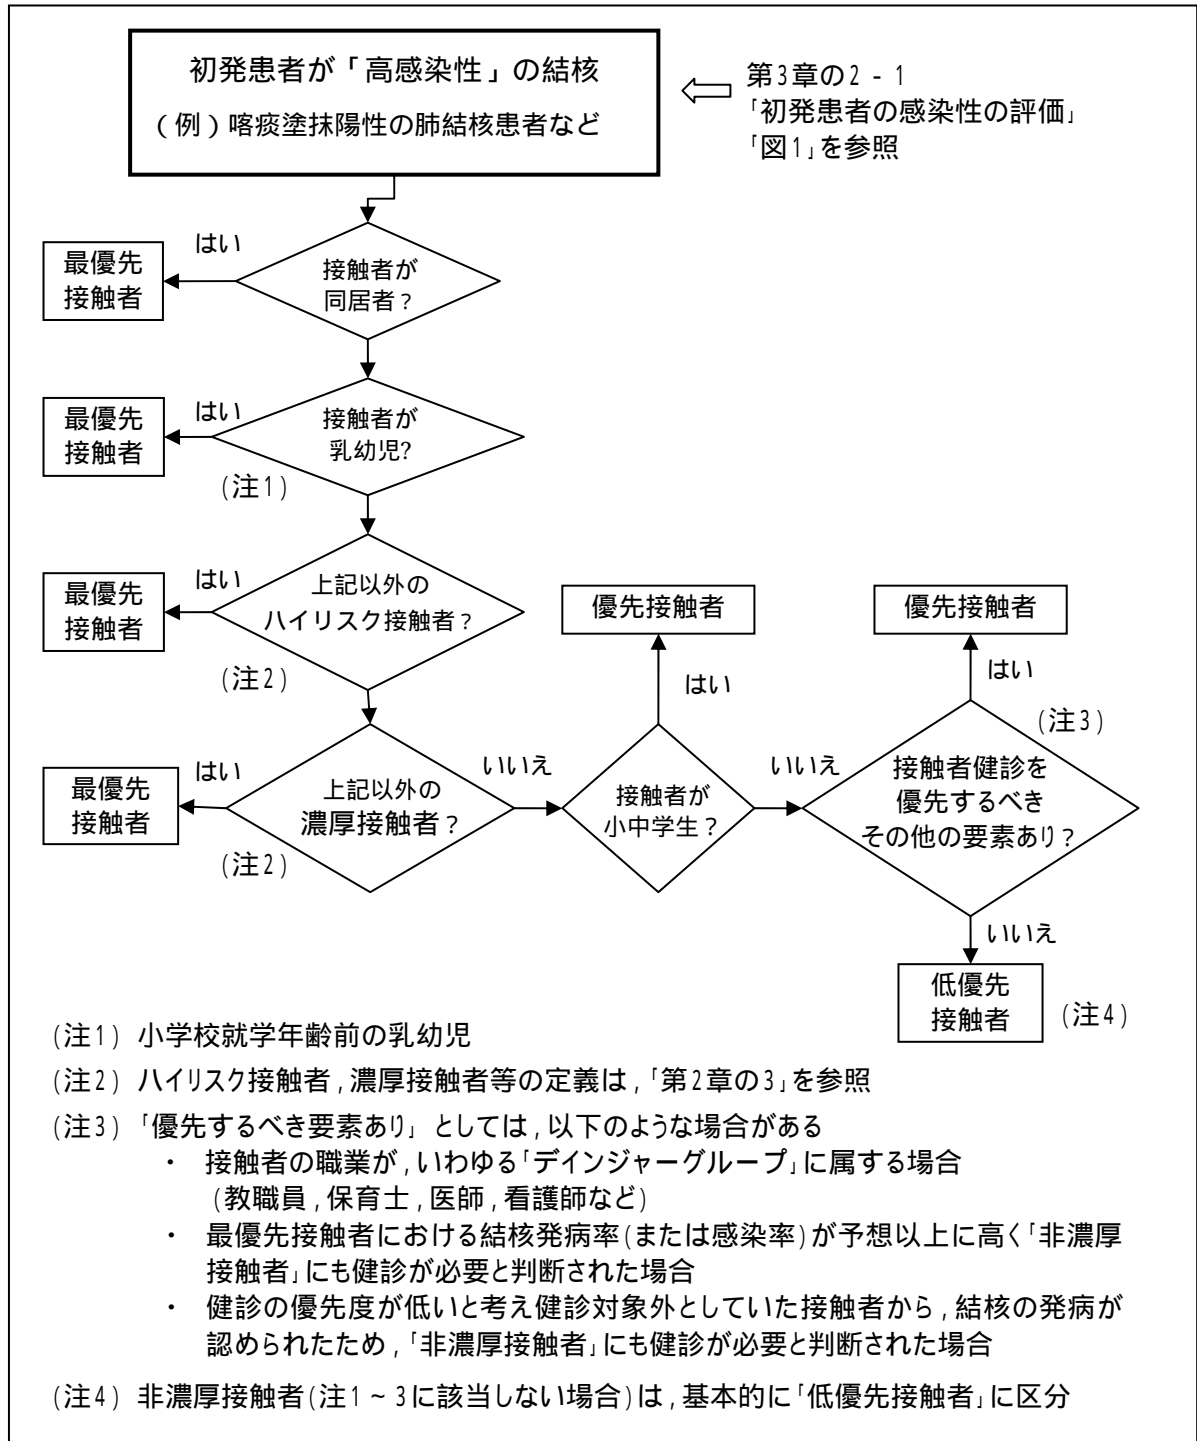 初発患者が「高感染性」の結核
（例）喀痰塗抹陽性の肺結核患者など
第3章の2－1
「初発患者の感染性の評価」
「図1」を参照
はい
最優先
接触者
接触者が
同居者？
はい
最優先
接触者
接触者が
乳幼児?
(注1)
はい
最優先
接触者
上記以外の
ハイリスク接触者？
(注2)
優先接触者
はい
優先接触者
はい
(注3)
はい
最優先
接触者
上記以外の
濃厚接触者？
(注2)
いいえ
接触者が
小中学生？
いいえ
接触者健診を
優先するべき
その他の要素あり？
いいえ
低優先
接触者
(注4)
(注1) 小学校就学年齢前の乳幼児
(注2) ハイリスク接触者,濃厚接触者等の定義は,「第2章の3」を参照
(注3) 「優先するべき要素あり」としては,以下のような場合がある
・ 接触者の職業が,いわゆる「デインジャーグループ」に属する場合
(教職員,保育士,医師,看護師など)
・ 最優先接触者における結核発病率(または感染率)が予想以上に高く「非濃厚
接触者」にも健診が必要と判断された場合
・ 健診の優先度が低いと考え健診対象外としていた接触者から,結核の発病が
認められたため,「非濃厚接触者」にも健診が必要と判断された場合
(注4) 非濃厚接触者(注1～3に該当しない場合)は,基本的に「低優先接触者」に区分